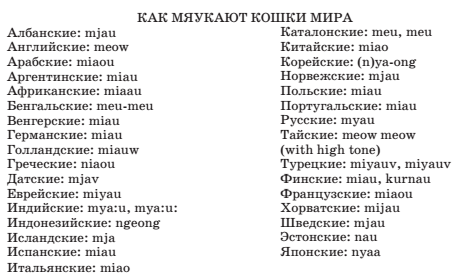 КАК МЯУКАЮТ КОШКИ МИРА
Албанские: mjau
Английские: meow
Арабские: miaou
Аргентинские: miau
Африканские: miaau
Бенгальские: meu-meu
Венгерские: miau
Германские: miau
Голландские: miauw
Греческие: niaou
Датские: mjav
Еврейские: miyau
Индийские: mya:u, mya:u:
Индонезийские: ngeong
Исландские: mja
Испанские: miau
Итальянские: miao
Каталонские: meu, meu
Китайские: miao
Корейские: (n)ya-ong
Норвежские: mjau
Польские: miau
Португальские: miau
Русские: myau
Тайские: meow meow
(with high tone)
Турецкие: miyauv, miyauv
Финские: miau, kurnau
Французские: miaou
Хорватские: mijau
Шведские: mjau
Эстонские: nau
Японские: nyaa